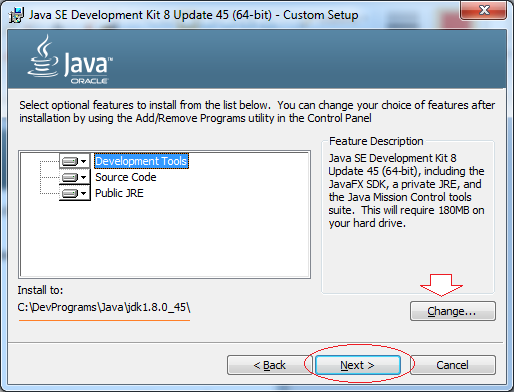 Java SE Development Kit 8 Update 45 (64-bit) - Custom Setup
Java™
ORACLE
Select optional features to install from the list below. You can change your choice of features after
installation by using the Add/Remove Programs utility in the Control Panel
Development Tools
Source Code
Public JRE
Feature Description
Java SE Development Kit 8
Update 45 (64-bit), including the
JavaFX SDK, a private JRE, and
the Java Mission Control tools
suite. This will require 180MB on
your hard drive.
Install to:
C:\DevPrograms\Java\jdk1.8.0_45\
Change...
< Back
Next >
Cancel